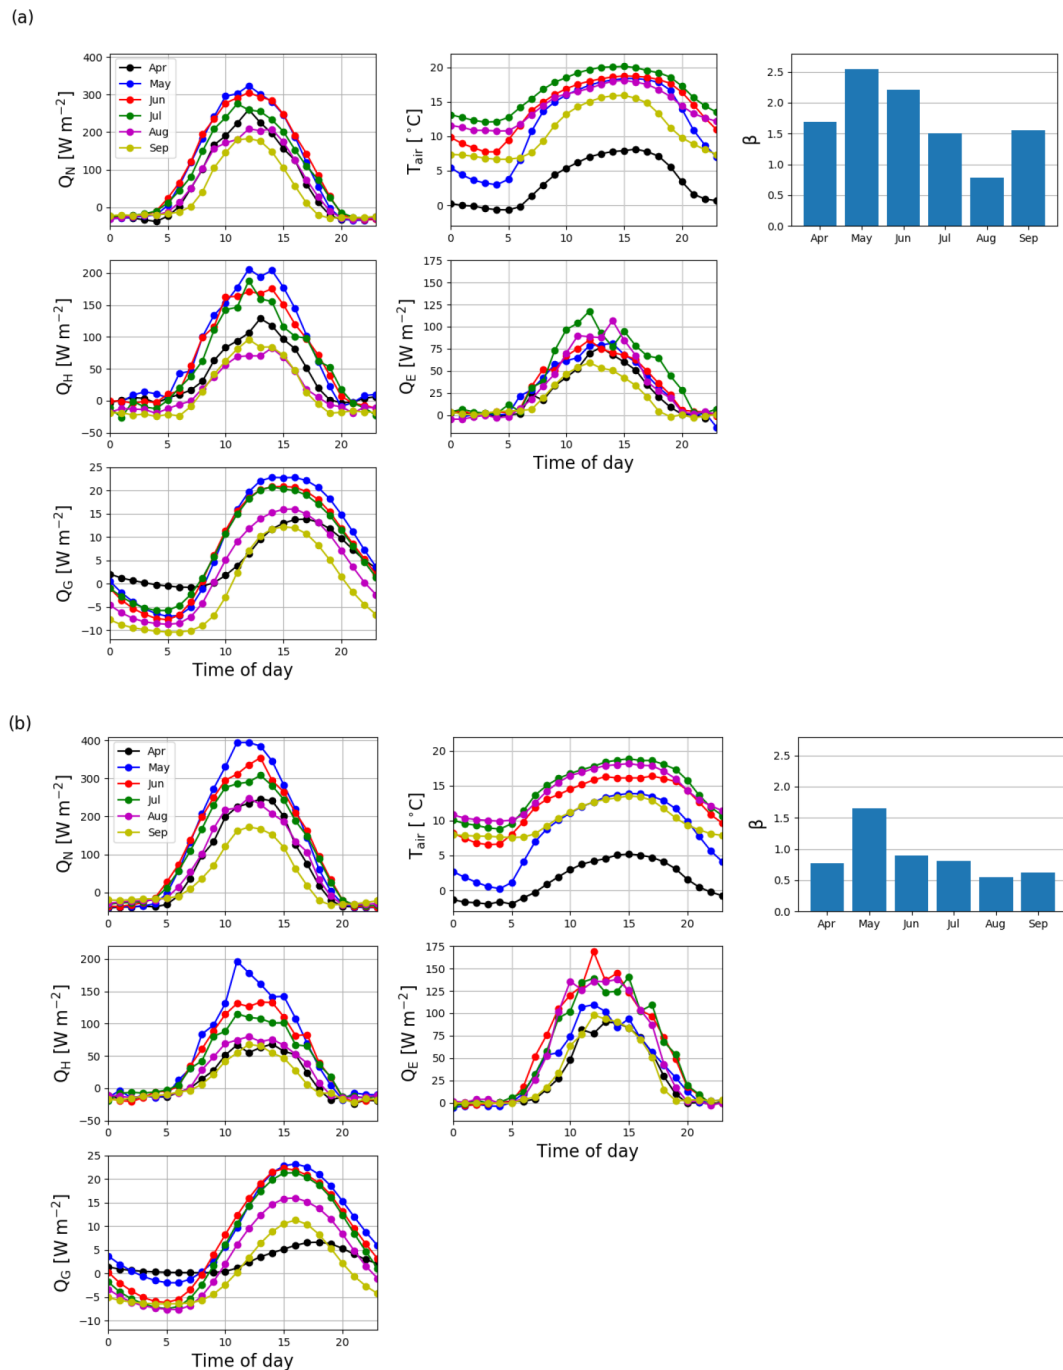 (a)
Q_N [W m⁻²]
400
300
200
100
0
Apr
May
Jun
Jul
Aug
Sep
0 5 10 15 20
T_air [°C]
20
15
10
5
0
0 5 10 15 20
β
2.5
2.0
1.5
1.0
0.5
0.0
Apr May Jun Jul Aug Sep
Q_H [W m⁻²]
200
150
100
50
0
−50
0 5 10 15 20
Q_E [W m⁻²]
175
150
125
100
75
50
25
0
0 5 10 15 20
Time of day
Q_G [W m⁻²]
25
20
15
10
5
0
−5
−10
0 5 10 15 20
Time of day
(b)
Q_N [W m⁻²]
400
300
200
100
0
Apr
May
Jun
Jul
Aug
Sep
0 5 10 15 20
T_air [°C]
20
15
10
5
0
0 5 10 15 20
β
2.5
2.0
1.5
1.0
0.5
0.0
Apr May Jun Jul Aug Sep
Q_H [W m⁻²]
200
150
100
50
0
−50
0 5 10 15 20
Q_E [W m⁻²]
175
150
125
100
75
50
25
0
0 5 10 15 20
Time of day
Q_G [W m⁻²]
25
20
15
10
5
0
−5
−10
0 5 10 15 20
Time of day